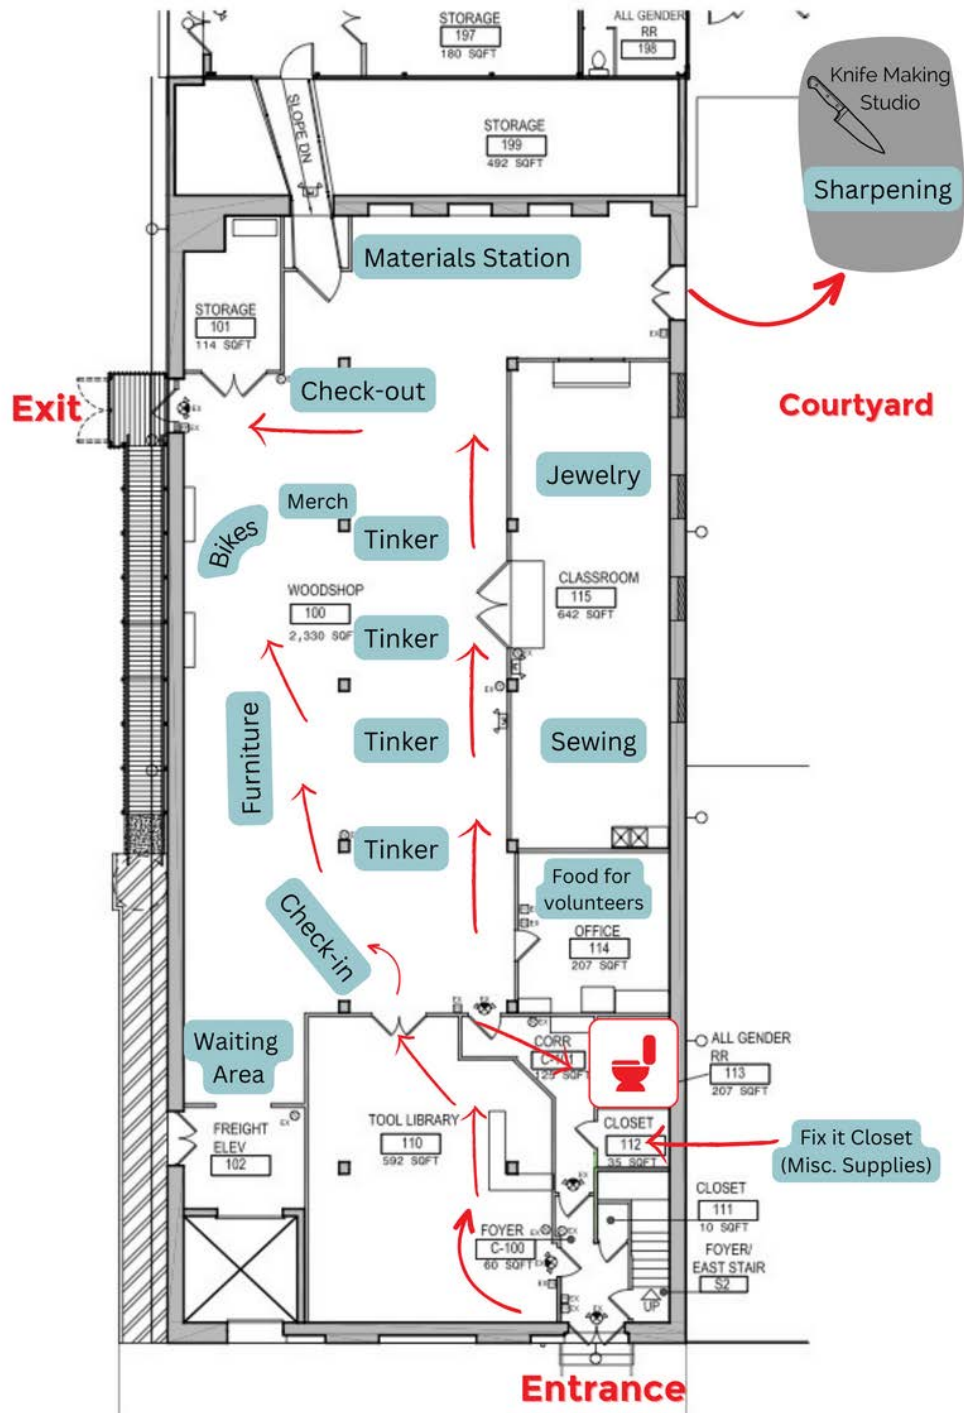 STORAGE
197
180 SQFT
ALL GENDER
RR
198
Knife Making
Studio
Sharpening
SLOPE DN
STORAGE
199
492 SQFT
Materials Station
STORAGE
101
114 SQFT
Exit
Check-out
Courtyard
Jewelry
Merch
Bikes
Tinker
WOODSHOP
100
2,330 SQF
CLASSROOM
115
642 SQFT
Tinker
Furniture
Tinker
Sewing
Tinker
Food for
volunteers
OFFICE
114
207 SQFT
Check-in
Waiting
Area
CORR
125 SQFT
ALL GENDER
RR
113
207 SQFT
FREIGHT
ELEV
102
TOOL LIBRARY
110
592 SQFT
CLOSET
112
35 SQFT
Fix it Closet
(Misc. Supplies)
CLOSET
111
10 SQFT
FOYER
C-100
60 SQFT
FOYER/
EAST STAIR
S2
UP
Entrance